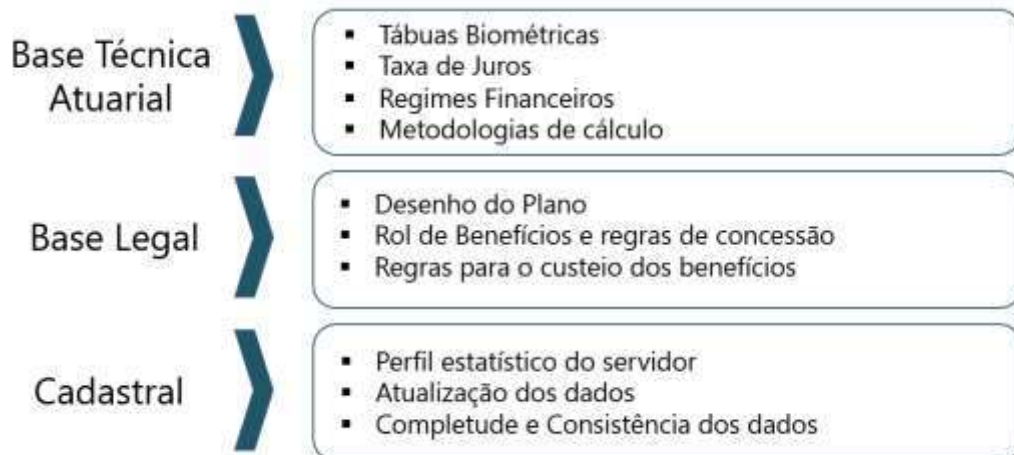 Base Técnica
Atuarial
▪ Tábuas Biométricas
▪ Taxa de Juros
▪ Regimes Financeiros
▪ Metodologias de cálculo
Base Legal
▪ Desenho do Plano
▪ Rol de Benefícios e regras de concessão
▪ Regras para o custeio dos benefícios
Cadastral
▪ Perfil estatístico do servidor
▪ Atualização dos dados
▪ Completude e Consistência dos dados